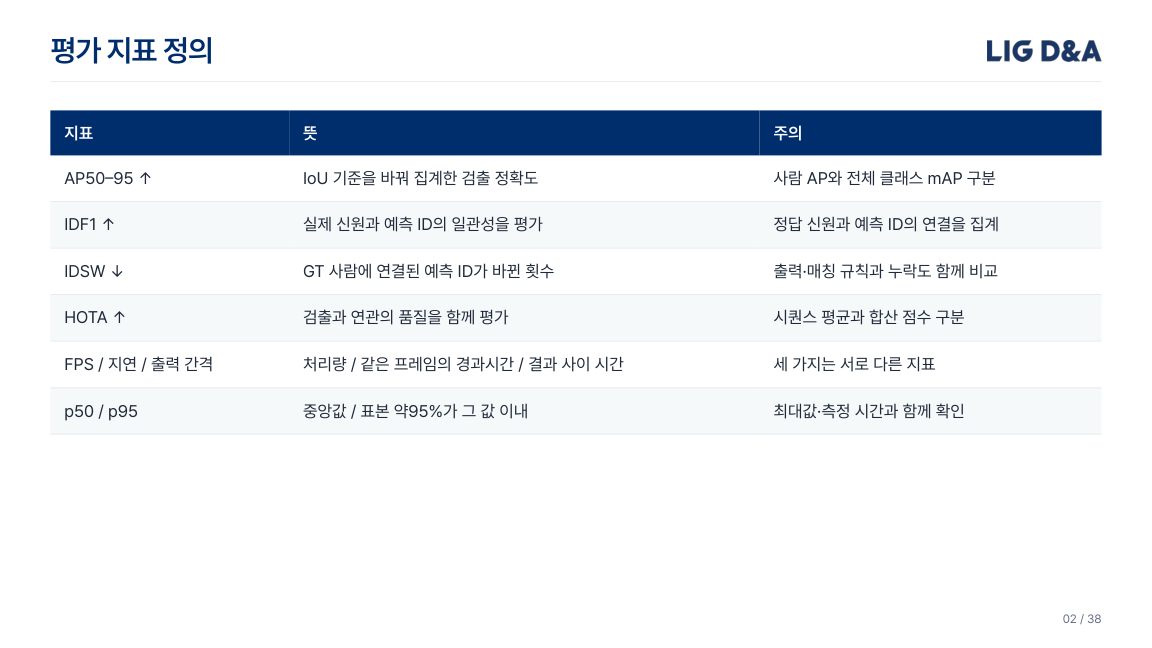 평가 지표 정의
LIG D&A
지표 뜻 주의
AP50–95 ↑ IoU 기준을 바꿔 집계한 검출 정확도 사람 AP와 전체 클래스 mAP 구분
IDF1 ↑ 실제 신원과 예측 ID의 일관성을 평가 정답 신원과 예측 ID의 연결을 집계
IDSW ↓ GT 사람에 연결된 예측 ID가 바뀐 횟수 출력·매칭 규칙과 누락도 함께 비교
HOTA ↑ 검출과 연관의 품질을 함께 평가 시퀀스 평균과 합산 점수 구분
FPS / 지연 / 출력 간격 처리량 / 같은 프레임의 경과시간 / 결과 사이 시간 세 가지는 서로 다른 지표
p50 / p95 중앙값 / 표본 약95%가 그 값 이내 최대값·측정 시간과 함께 확인
02 / 38